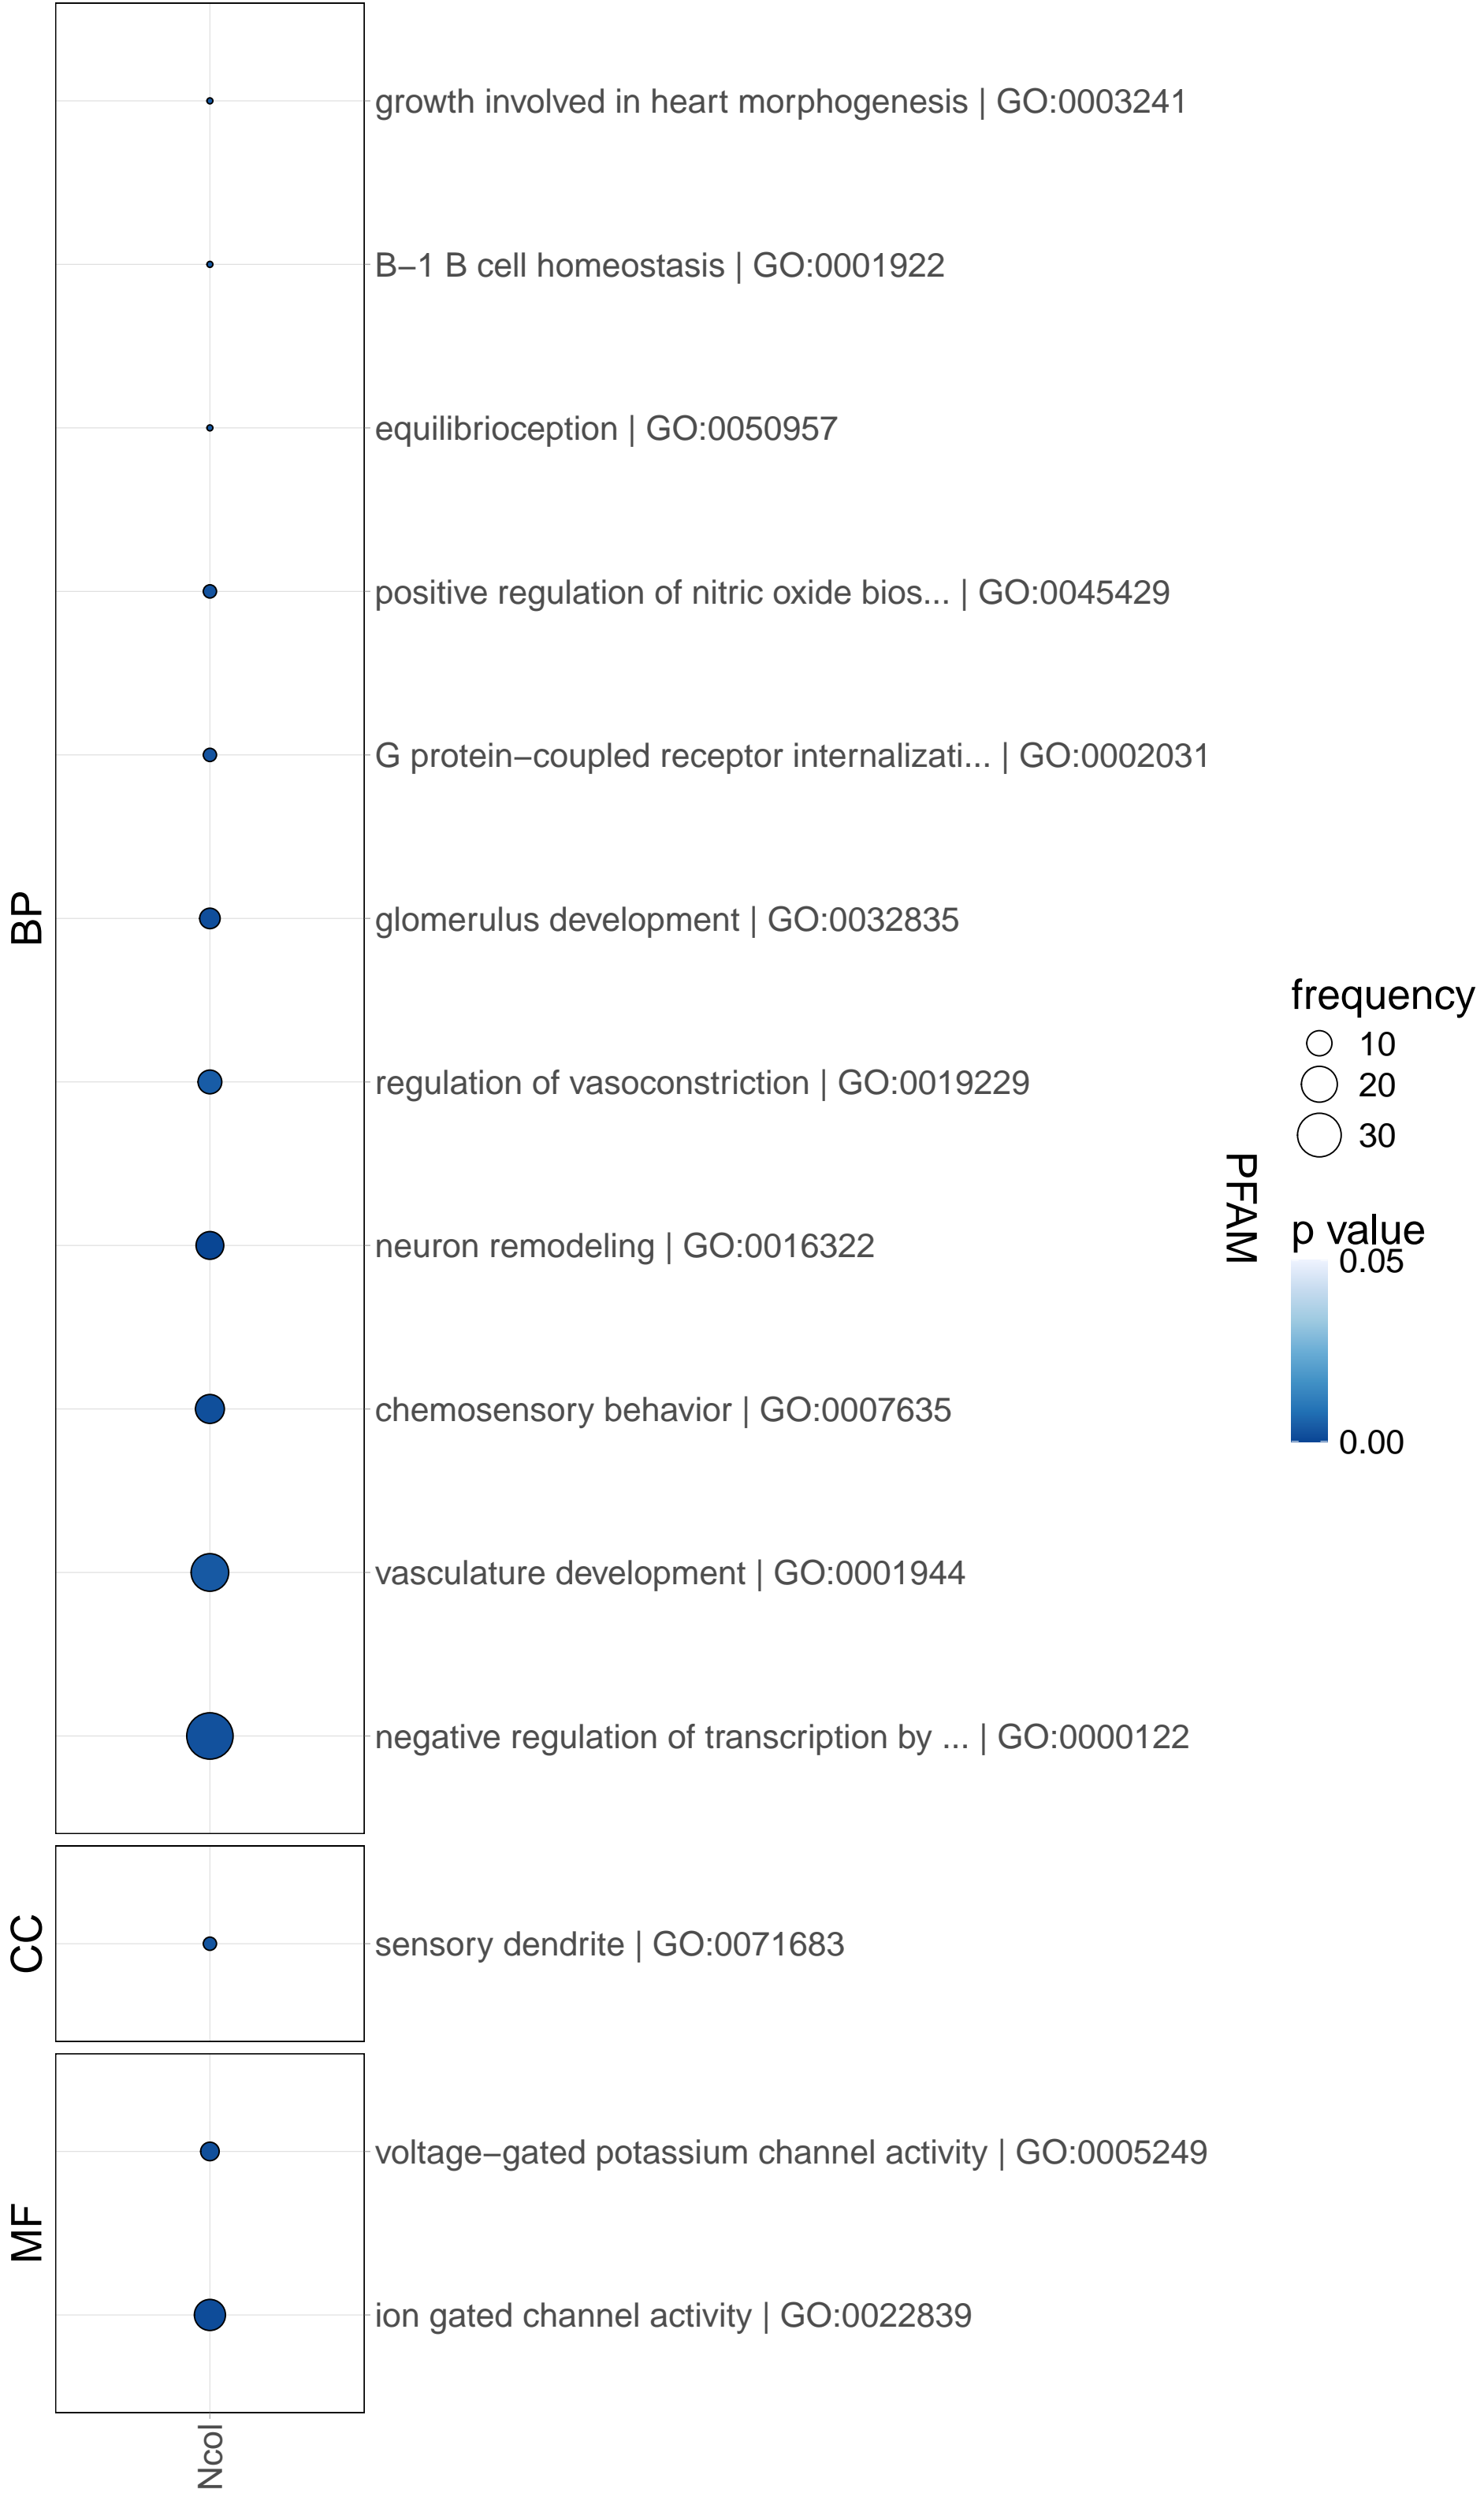 growth involved in heart morphogenesis | GO:0003241
B−1 B cell homeostasis | GO:0001922
equilibrioception | GO:0050957
positive regulation of nitric oxide bios... | GO:0045429
G protein−coupled receptor internalizati... | GO:0002031
glomerulus development | GO:0032835
regulation of vasoconstriction | GO:0019229
neuron remodeling | GO:0016322
chemosensory behavior | GO:0007635
vasculature development | GO:0001944
negative regulation of transcription by ... | GO:0000122
BP
sensory dendrite | GO:0071683
CC
voltage−gated potassium channel activity | GO:0005249
ion gated channel activity | GO:0022839
MF
Ncol
PFAM
frequency
10
20
30
p value
0.05
0.00